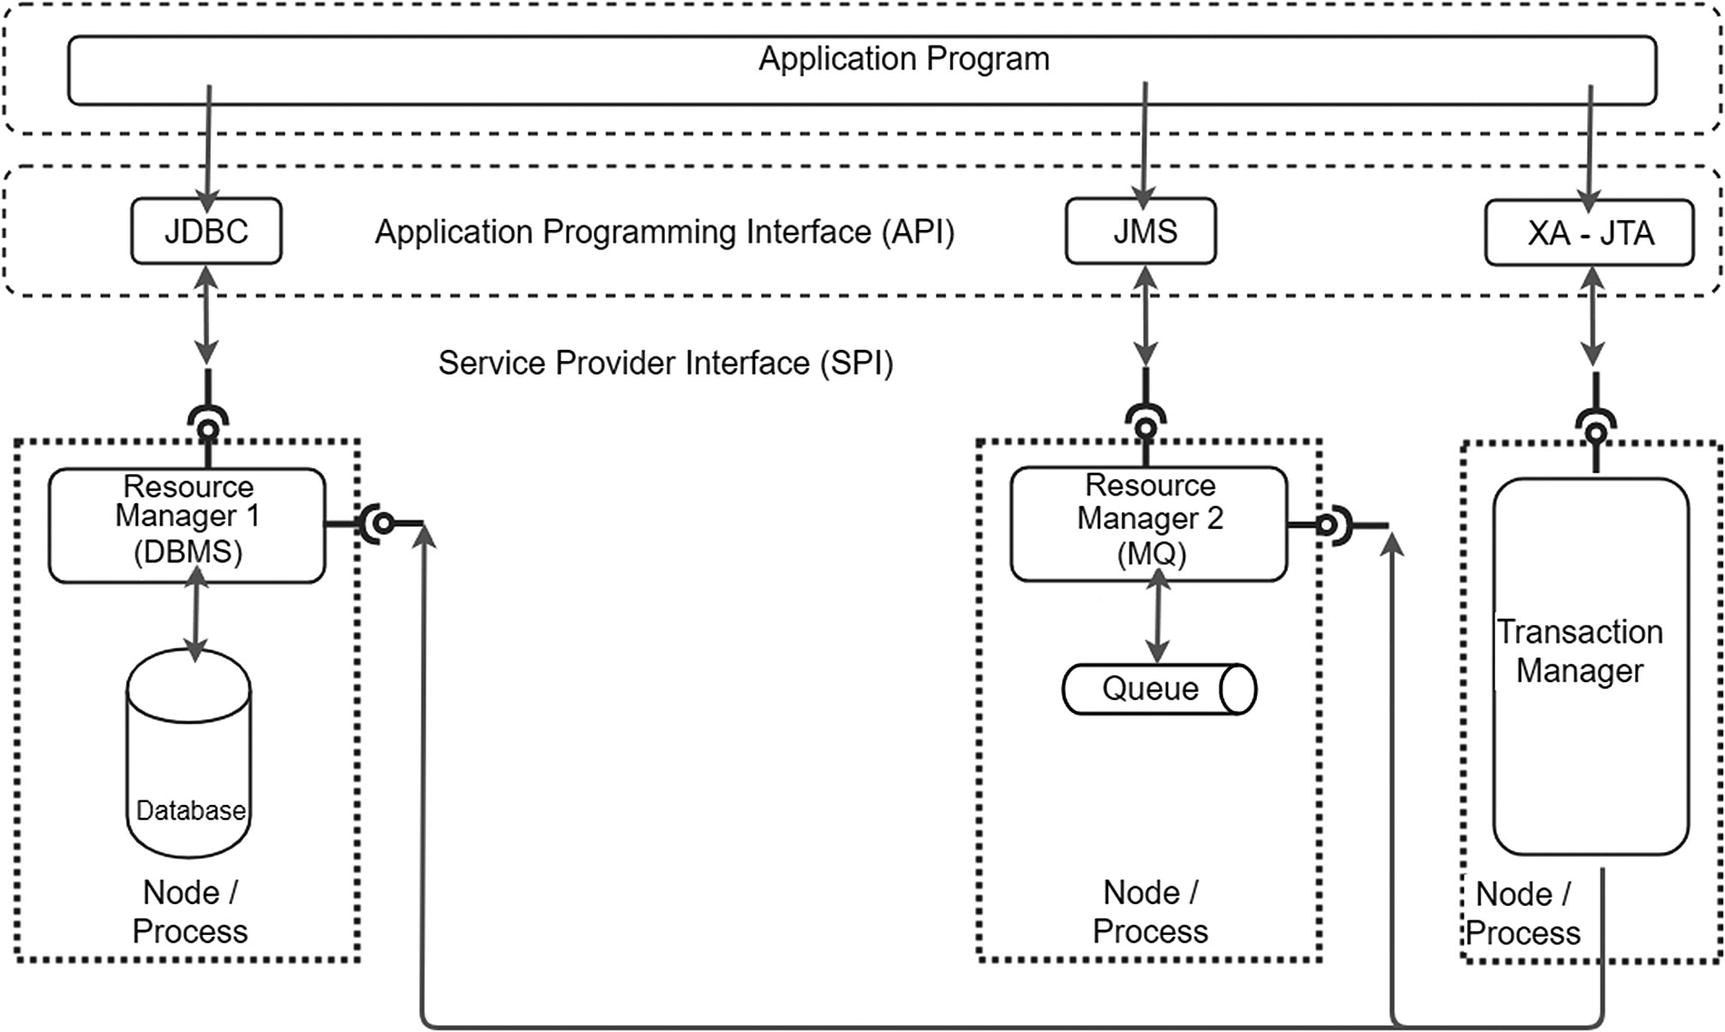 Application Program
JDBC
Application Programming Interface (API)
JMS
XA - JTA
Service Provider Interface (SPI)
Resource
Manager 1
(DBMS)
Database
Node /
Process
Resource
Manager 2
(MQ)
Queue
Node /
Process
Transaction
Manager
Node /
Process